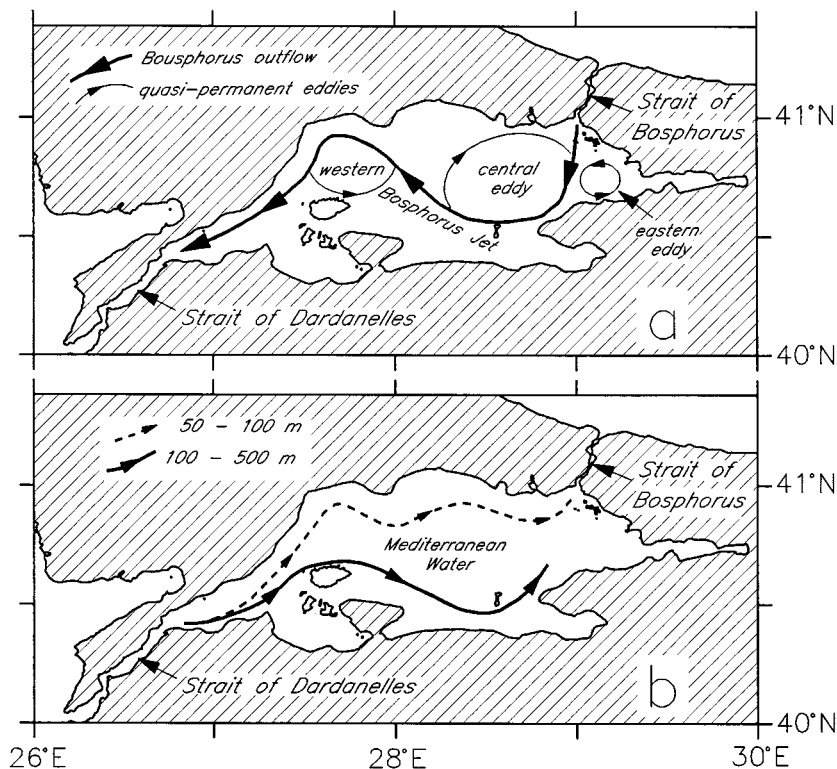 Bousphorus outflow
quasi-permanent eddies
Strait of
Bosphorus
41°N
western
central
eddy
Bosphorus Jet
eastern
eddy
Strait of Dardanelles
a
40°N
50 - 100 m
100 - 500 m
Strait of
Bosphorus
41°N
Mediterranean
Water
Strait of Dardanelles
b
40°N
26°E
28°E
30°E